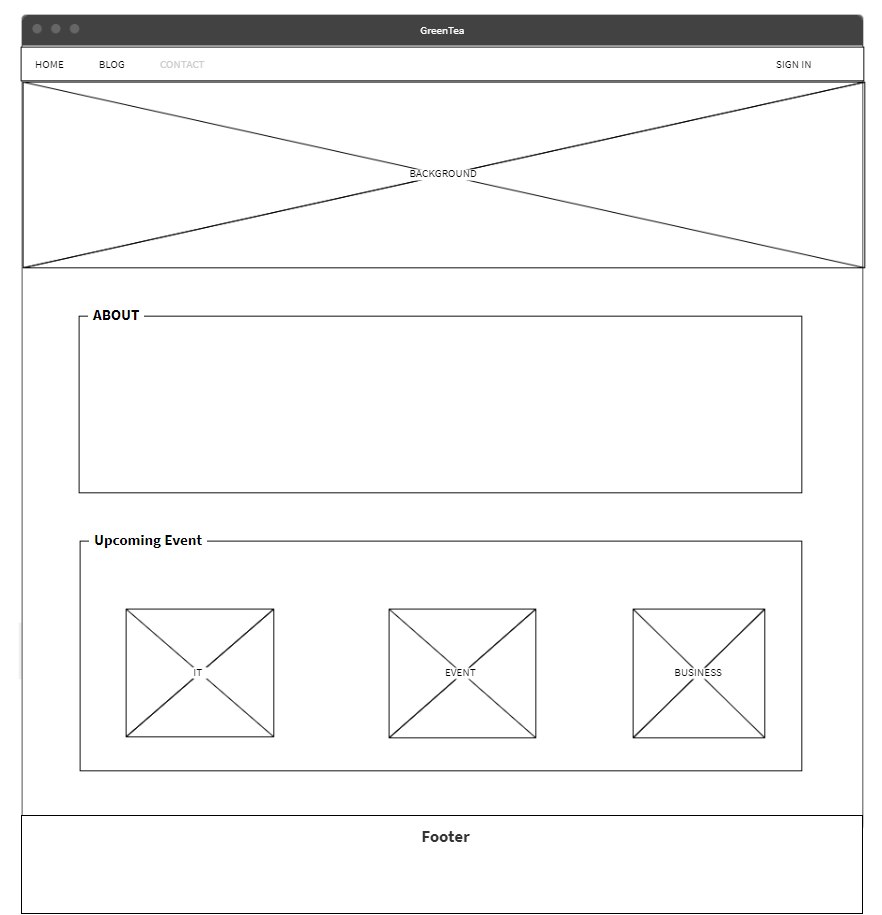 GreenTea
HOME BLOG CONTACT SIGN IN
BACKGROUND
ABOUT
Upcoming Event
IT EVENT BUSINESS
Footer